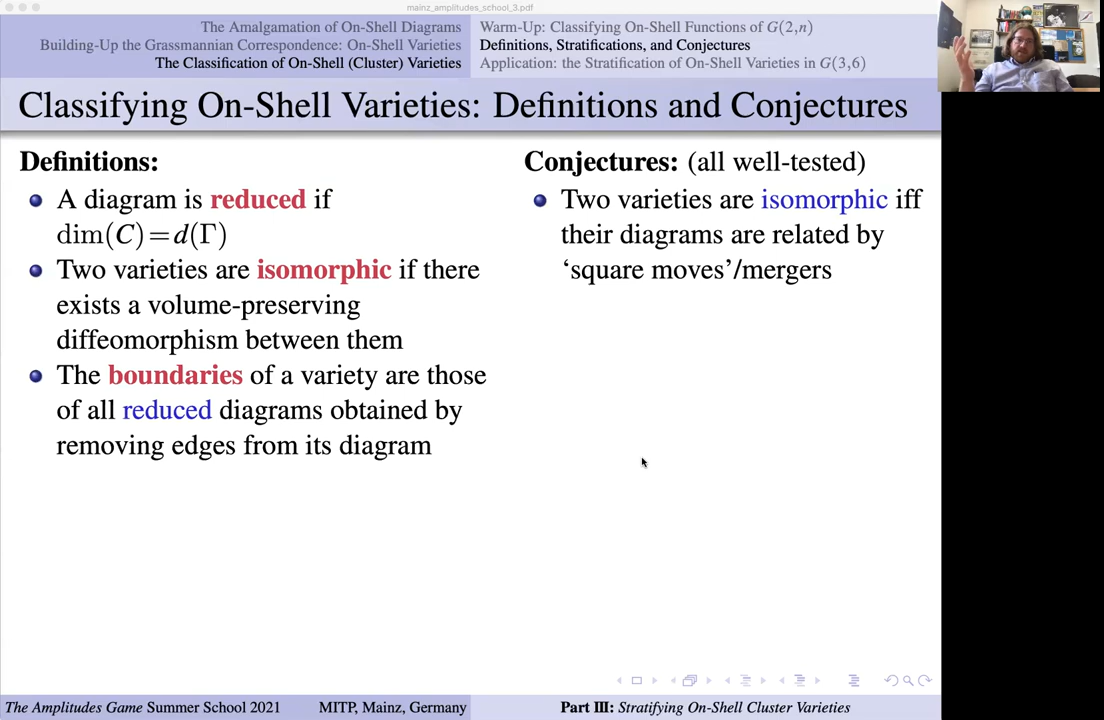 mainz_amplitudes_school_3.pdf
The Amalgamation of On-Shell Diagrams
Building-Up the Grassmannian Correspondence: On-Shell Varieties
The Classification of On-Shell (Cluster) Varieties
Warm-Up: Classifying On-Shell Functions of G(2,n)
Definitions, Stratifications, and Conjectures
Application: the Stratification of On-Shell Varieties in G(3,6)
Classifying On-Shell Varieties: Definitions and Conjectures
Definitions:
A diagram is reduced if
dim(C)=d(Γ)
Two varieties are isomorphic if there
exists a volume-preserving
diffeomorphism between them
The boundaries of a variety are those
of all reduced diagrams obtained by
removing edges from its diagram
Conjectures: (all well-tested)
Two varieties are isomorphic iff
their diagrams are related by
‘square moves’/mergers
The Amplitudes Game Summer School 2021
MITP, Mainz, Germany
Part III: Stratifying On-Shell Cluster Varieties